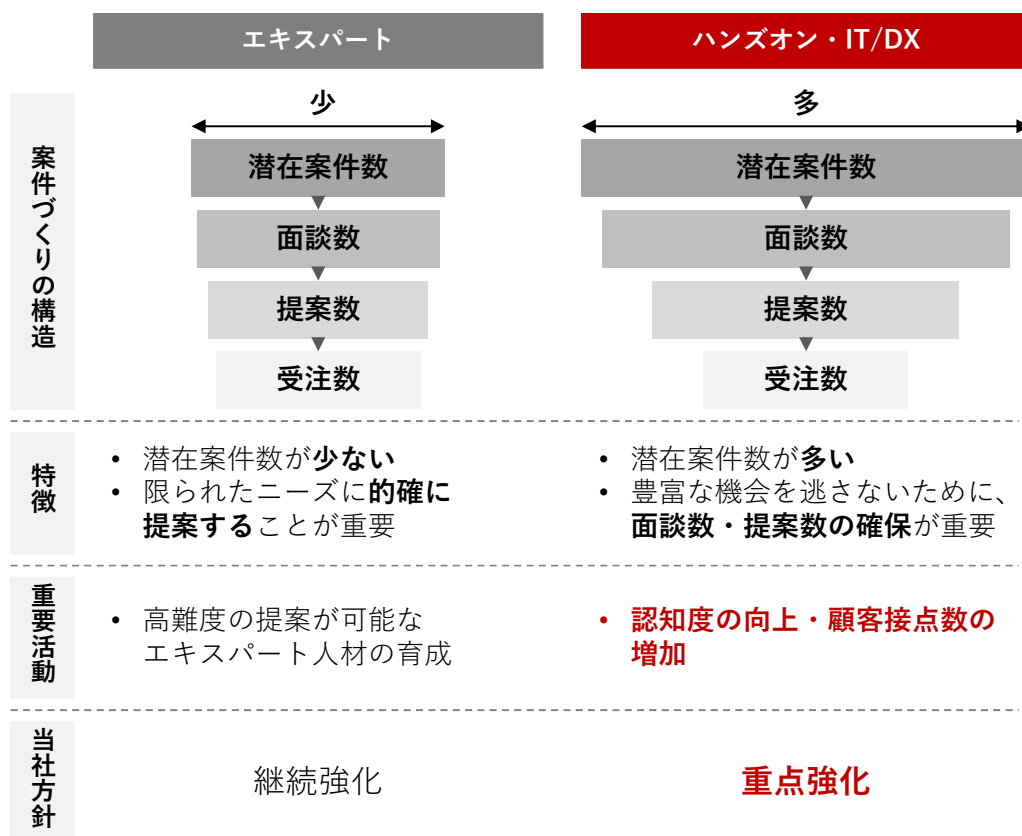 エキスパート
ハンズオン・IT/DX
案件づくりの構造
少
潜在案件数
面談数
提案数
受注数
多
潜在案件数
面談数
提案数
受注数
特徴
• 潜在案件数が少ない
• 限られたニーズに的確に
提案することが重要
• 潜在案件数が多い
• 豊富な機会を逃さないために、
面談数・提案数の確保が重要
重要活動
• 高難度の提案が可能な
エキスパート人材の育成
• 認知度の向上・顧客接点数の
増加
当社方針
継続強化
重点強化